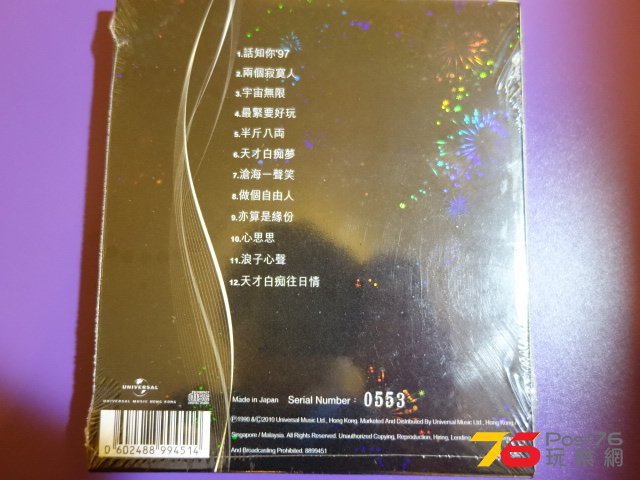 1.話知你'97
2.兩個寂寞人
3.宇宙無限
4.最緊要好玩
5.半斤八両
6.天才白痴夢
7.滄海一聲笑
8.做個自由人
9.亦算是緣份
10.心思思
11.浪子心聲
12.天才白痴往日情
UNIVERSAL
UNIVERSAL MUSIC HONG KONG
Made in Japan Serial Number : 0553
Ⓟ1990 &Ⓒ2019 Universal Music Ltd., Hong Kong. Marketed And Distributed By Universal Music Ltd., Hong Kong
Singapore / Malaysia. All Rights Reserved. Unauthorized Copying, Reproduction, Hiring, Lending
And Broadcasting Prohibited. 8899451
0 602488 994514
76 Post76
玩樂網